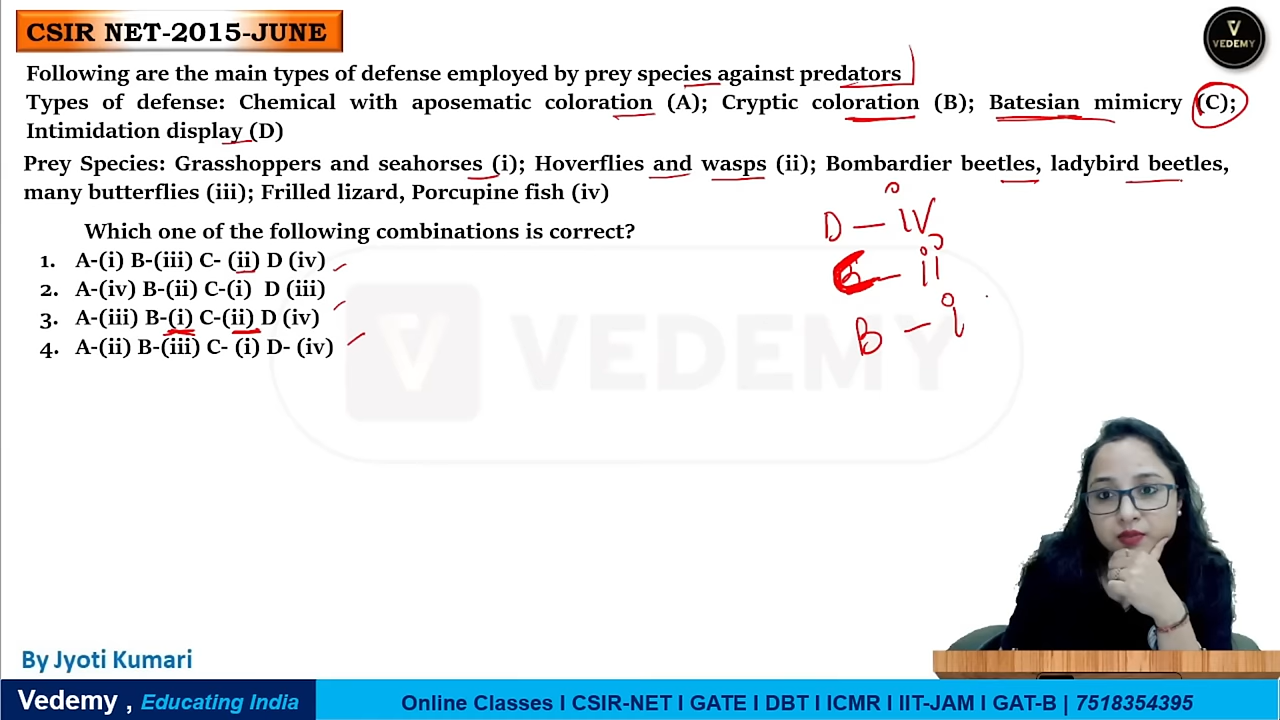 CSIR NET-2015-JUNE
VEDEMY
Following are the main types of defense employed by prey species against predators
Types of defense: Chemical with aposematic coloration (A); Cryptic coloration (B); Batesian mimicry (C);
Intimidation display (D)
Prey Species: Grasshoppers and seahorses (i); Hoverflies and wasps (ii); Bombardier beetles, ladybird beetles,
many butterflies (iii); Frilled lizard, Porcupine fish (iv)
Which one of the following combinations is correct?
1. A-(i) B-(iii) C- (ii) D (iv)
2. A-(iv) B-(ii) C-(i) D (iii)
3. A-(iii) B-(i) C-(ii) D (iv)
4. A-(ii) B-(iii) C- (i) D- (iv)
D – iv
C – ii
B – i
VEDEMY
By Jyoti Kumari
Vedemy , Educating India
Online Classes I CSIR-NET I GATE I DBT I ICMR I IIT-JAM I GAT-B | 7518354395